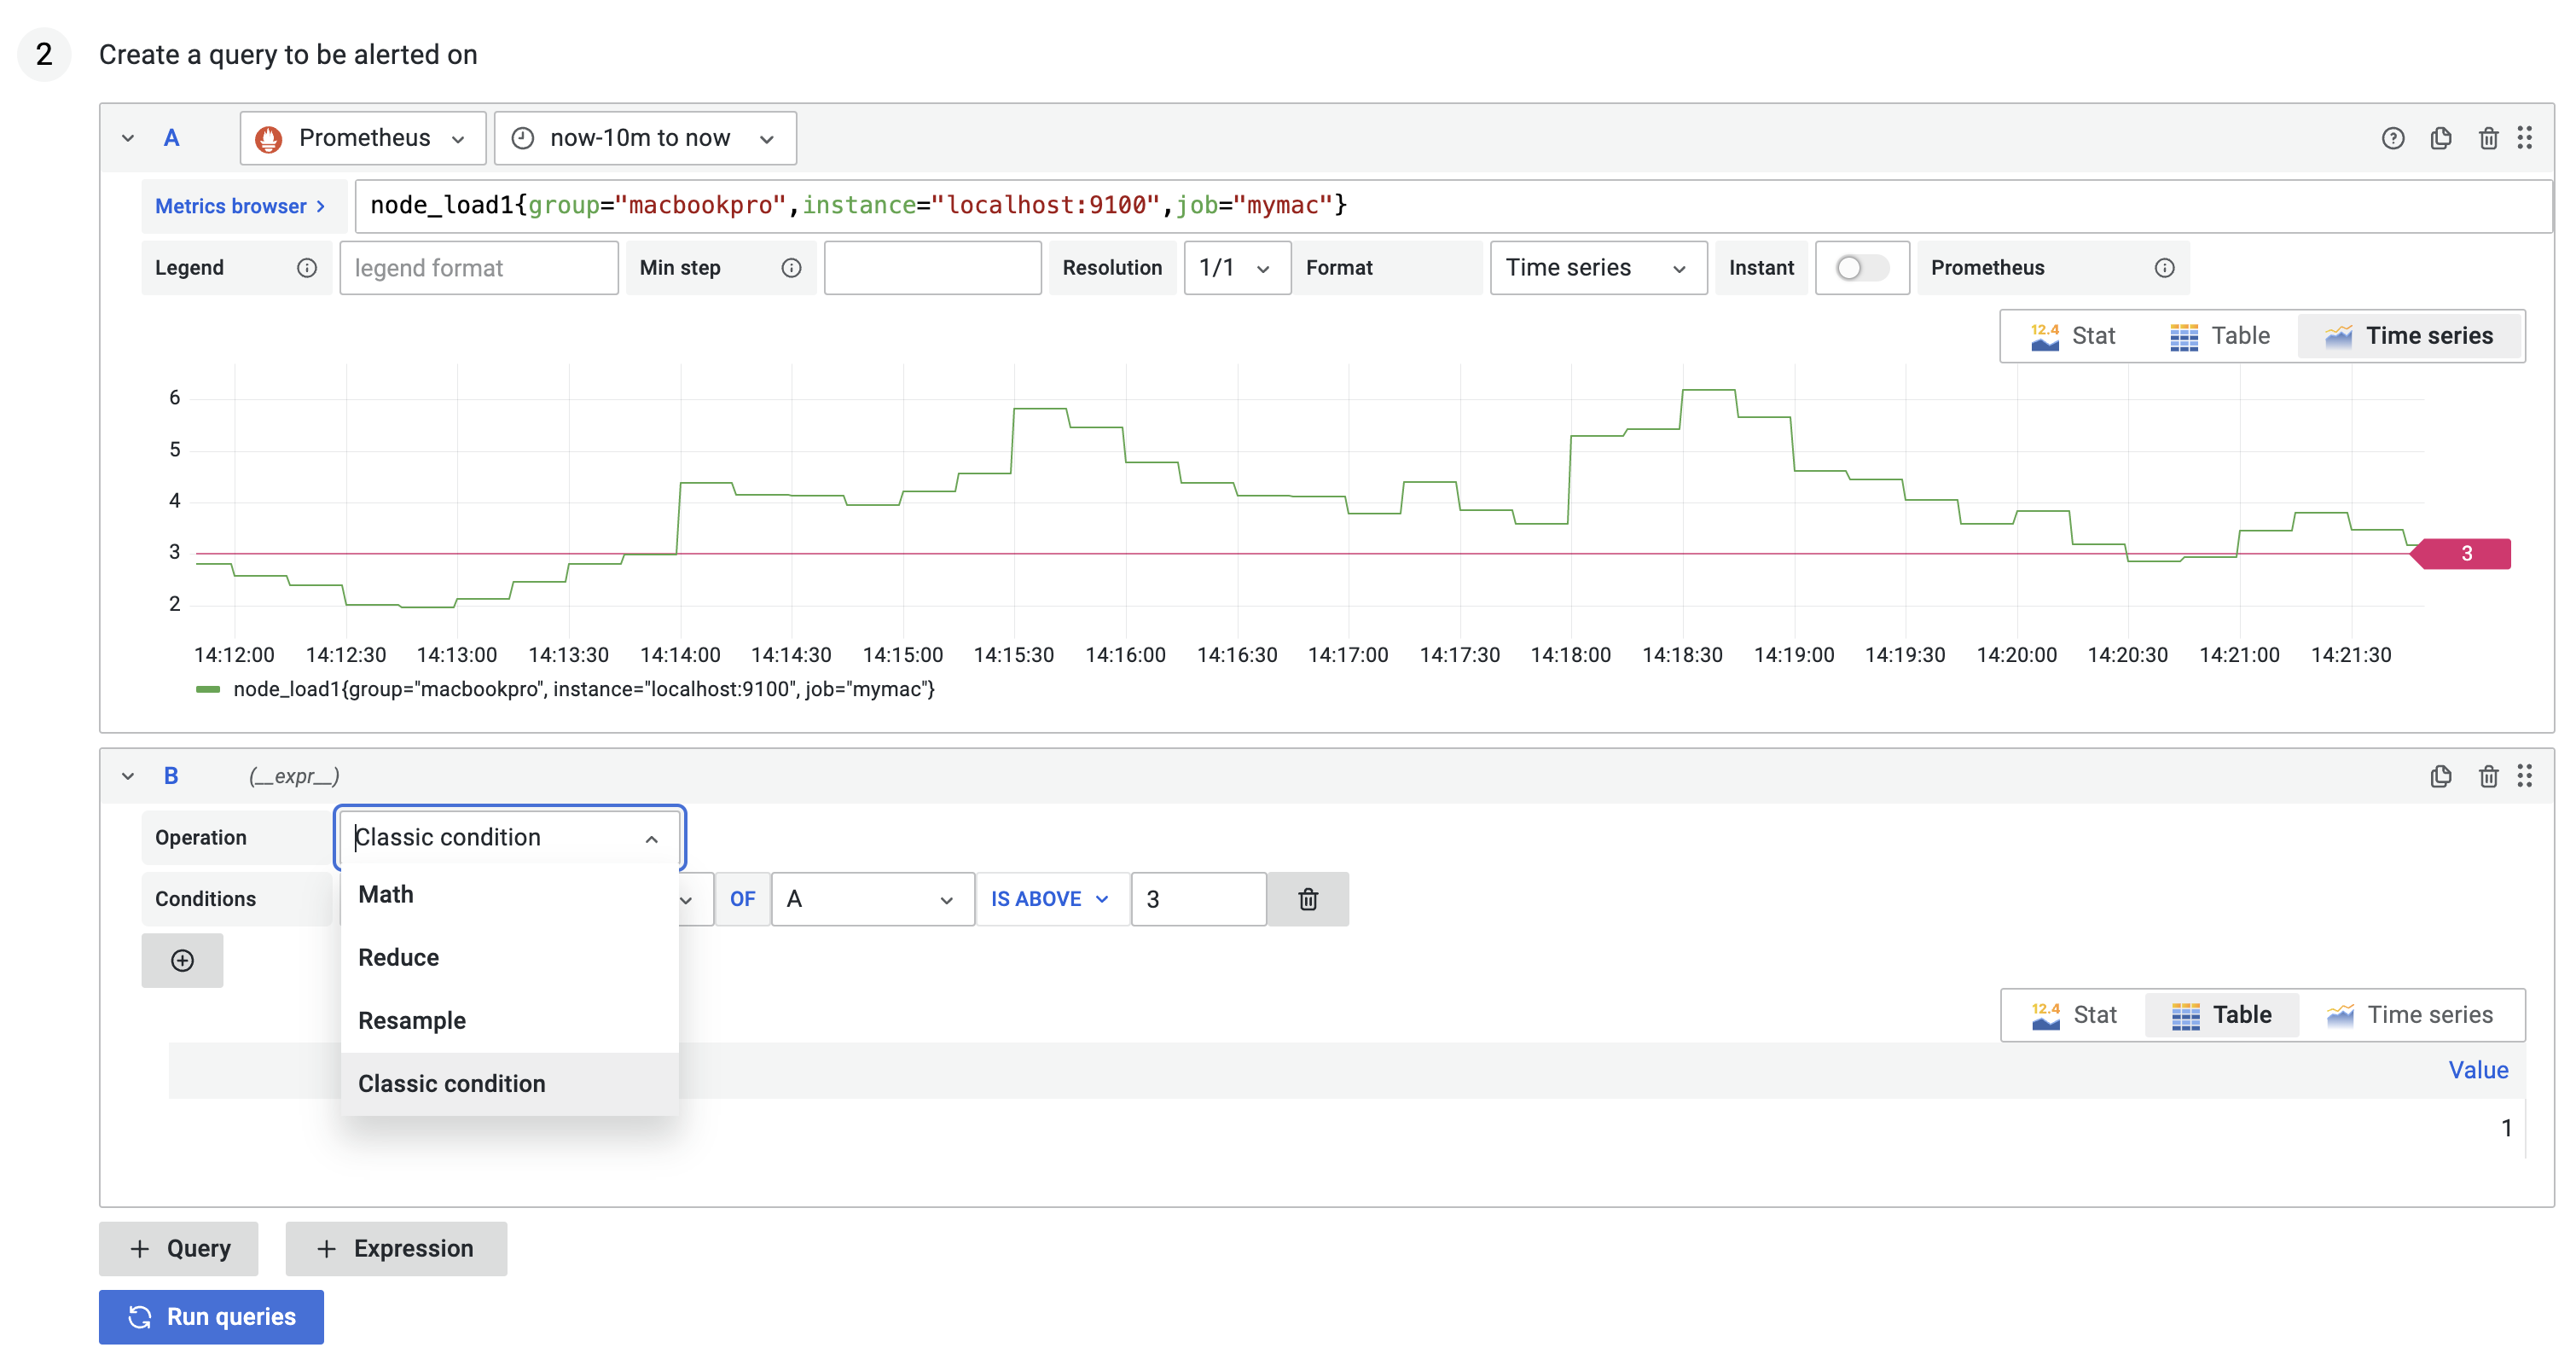 2 Create a query to be alerted on
A Prometheus now-10m to now
Metrics browser > node_load1{group="macbookpro",instance="localhost:9100",job="mymac"}
Legend legend format Min step Resolution 1/1 Format Time series Instant Prometheus
12.4 Stat Table Time series
6
5
4
3
2
3
14:12:00 14:12:30 14:13:00 14:13:30 14:14:00 14:14:30 14:15:00 14:15:30 14:16:00 14:16:30 14:17:00 14:17:30 14:18:00 14:18:30 14:19:00 14:19:30 14:20:00 14:20:30 14:21:00 14:21:30
node_load1{group="macbookpro", instance="localhost:9100", job="mymac"}
B (__expr__)
Operation Classic condition
Conditions OF A IS ABOVE 3
Math
Reduce
Resample
Classic condition
12.4 Stat Table Time series
Value
1
+ Query + Expression
Run queries